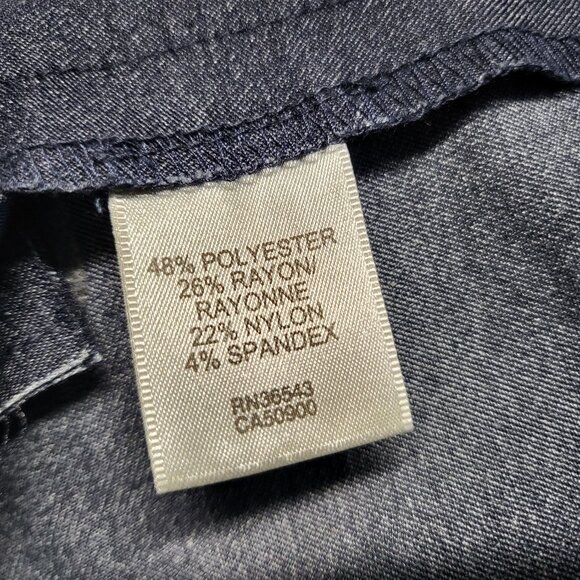 48% POLYESTER
26% RAYON/
RAYONNE
22% NYLON
4% SPANDEX
RN36543
CA50900